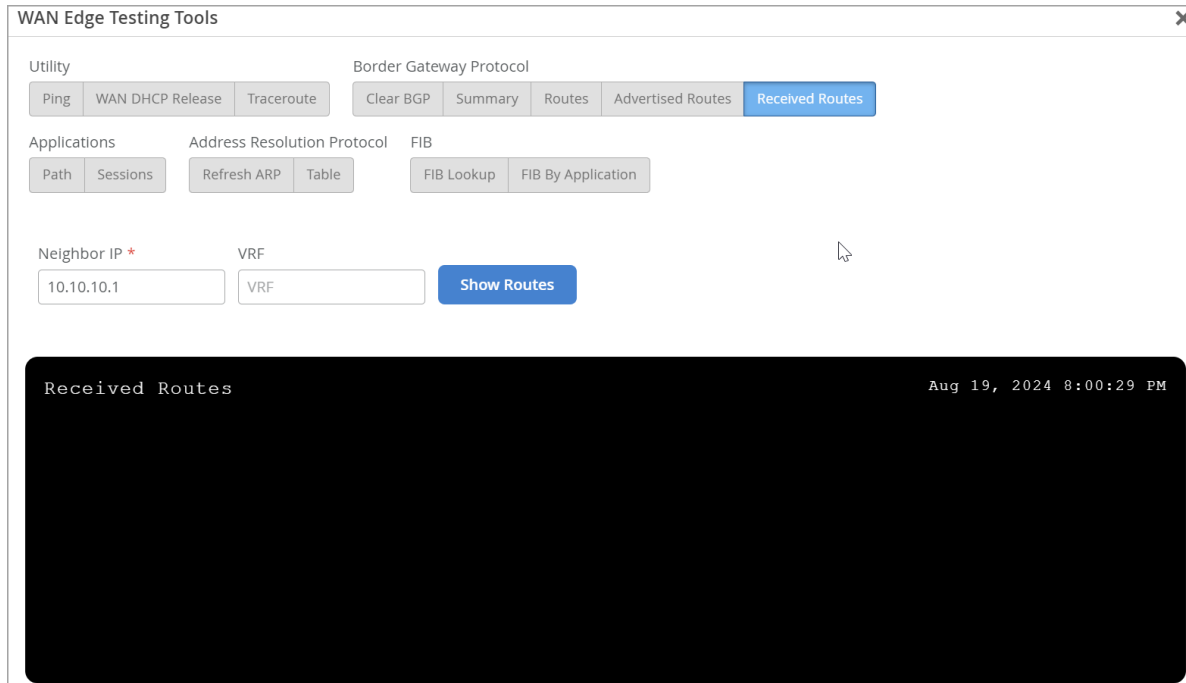 WAN Edge Testing Tools
Utility
Border Gateway Protocol
Ping WAN DHCP Release Traceroute
Clear BGP Summary Routes Advertised Routes Received Routes
Applications
Address Resolution Protocol
FIB
Path Sessions
Refresh ARP Table
FIB Lookup FIB By Application
Neighbor IP *
VRF
10.10.10.1
VRF
Show Routes
Received Routes
Aug 19, 2024 8:00:29 PM